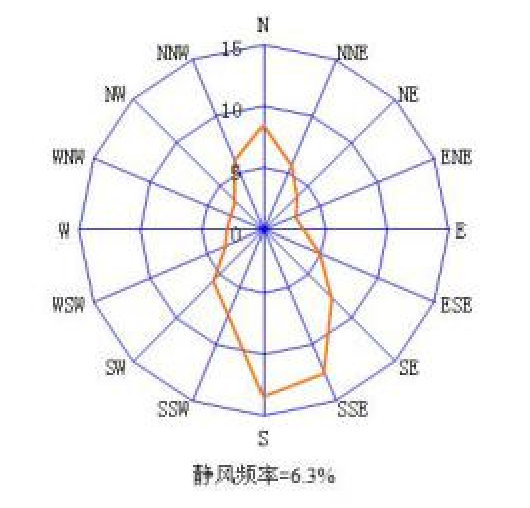 N
NNW 15 NNE
NW NE
10
WNW 5 ENE
W 0 E
WSW ESE
SW SE
SSW SSE
S
静风频率=6.3%